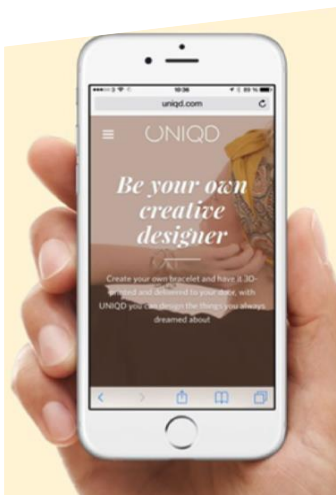 10:36
89 %
uniqd.com
UNIQD
Be your own
creative
designer
Create your own bracelet and have it 3D-
printed and delivered to your door, with
UNIQD you can design the things you always
dreamed about